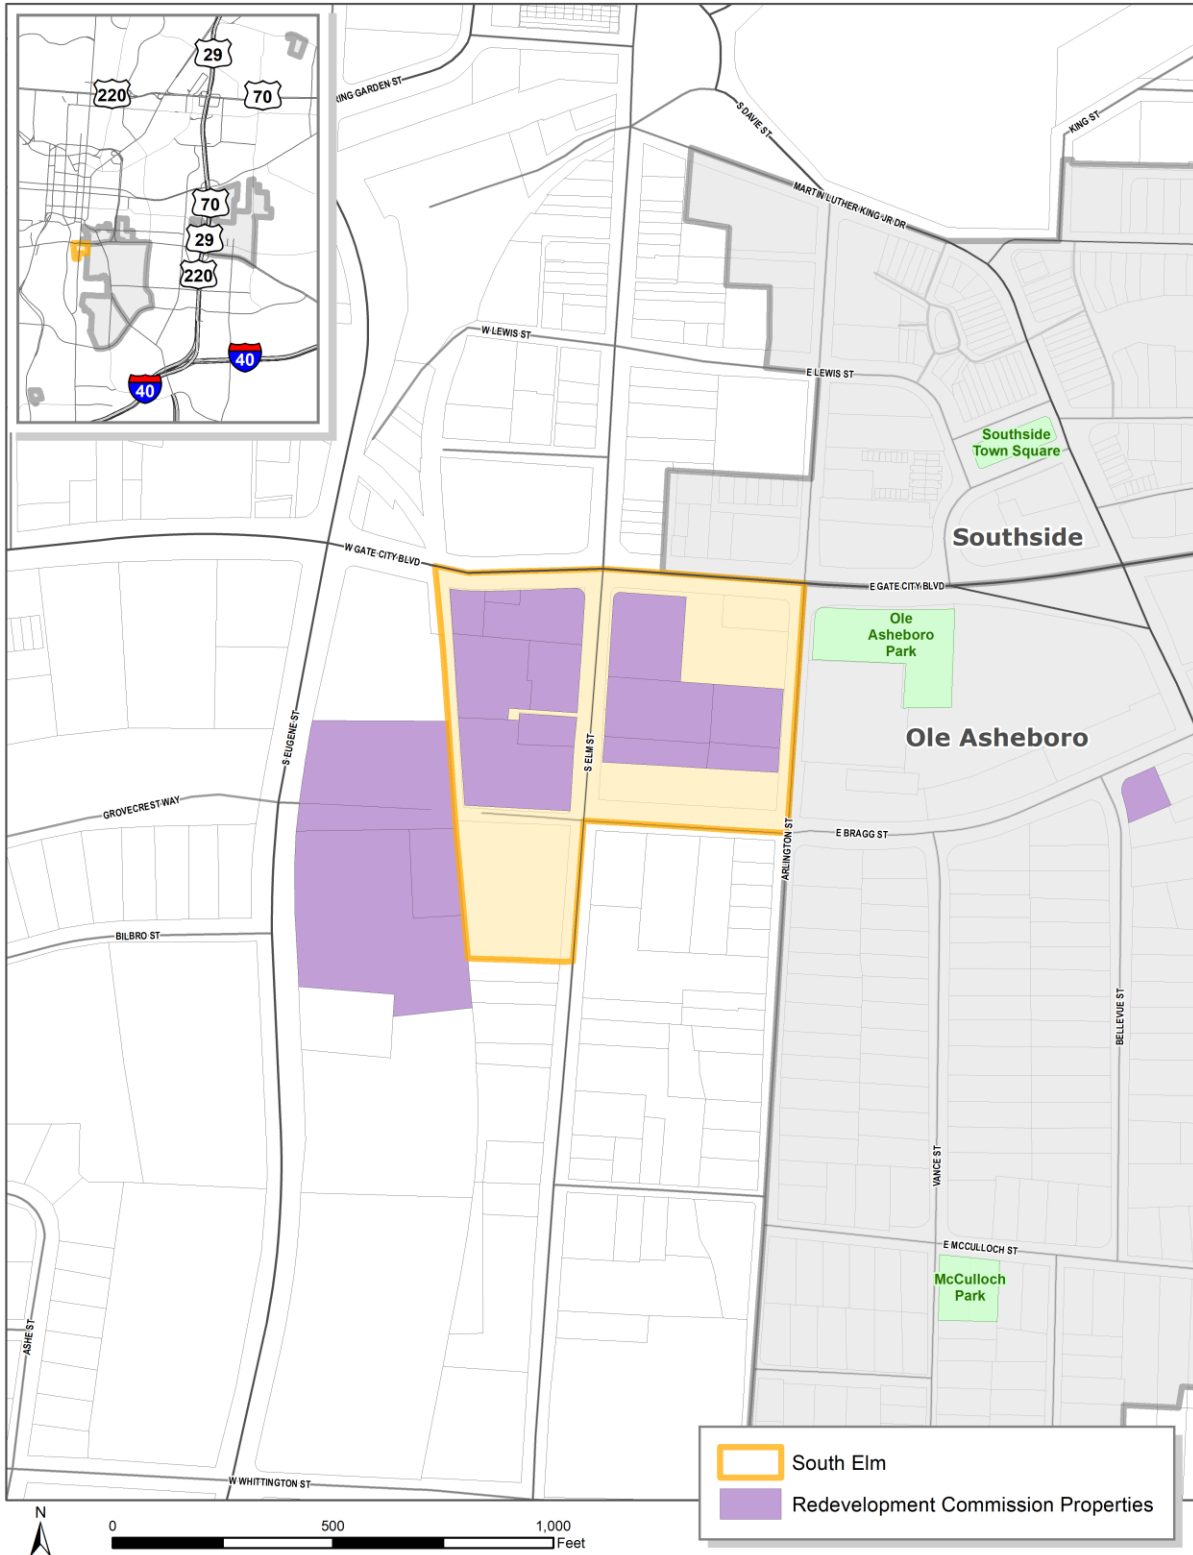 29
220
70
70
29
220
40
40
RING GARDEN ST
S DAVIE ST
KING ST
MARTIN LUTHER KING JR DR
W LEWIS ST
E LEWIS ST
Southside
Town Square
Southside
W GATE CITY BLVD
E GATE CITY BLVD
Ole
Asheboro
Park
Ole Asheboro
S EUGENE ST
S ELM ST
GROVECREST WAY
ARLINGTON ST
E BRAGG ST
BILBRO ST
BELLEVUE ST
VANCE ST
E MCCULLOCH ST
McCulloch
Park
ASHE ST
W WHITTINGTON ST
South Elm
Redevelopment Commission Properties
N
0 500 1,000
Feet